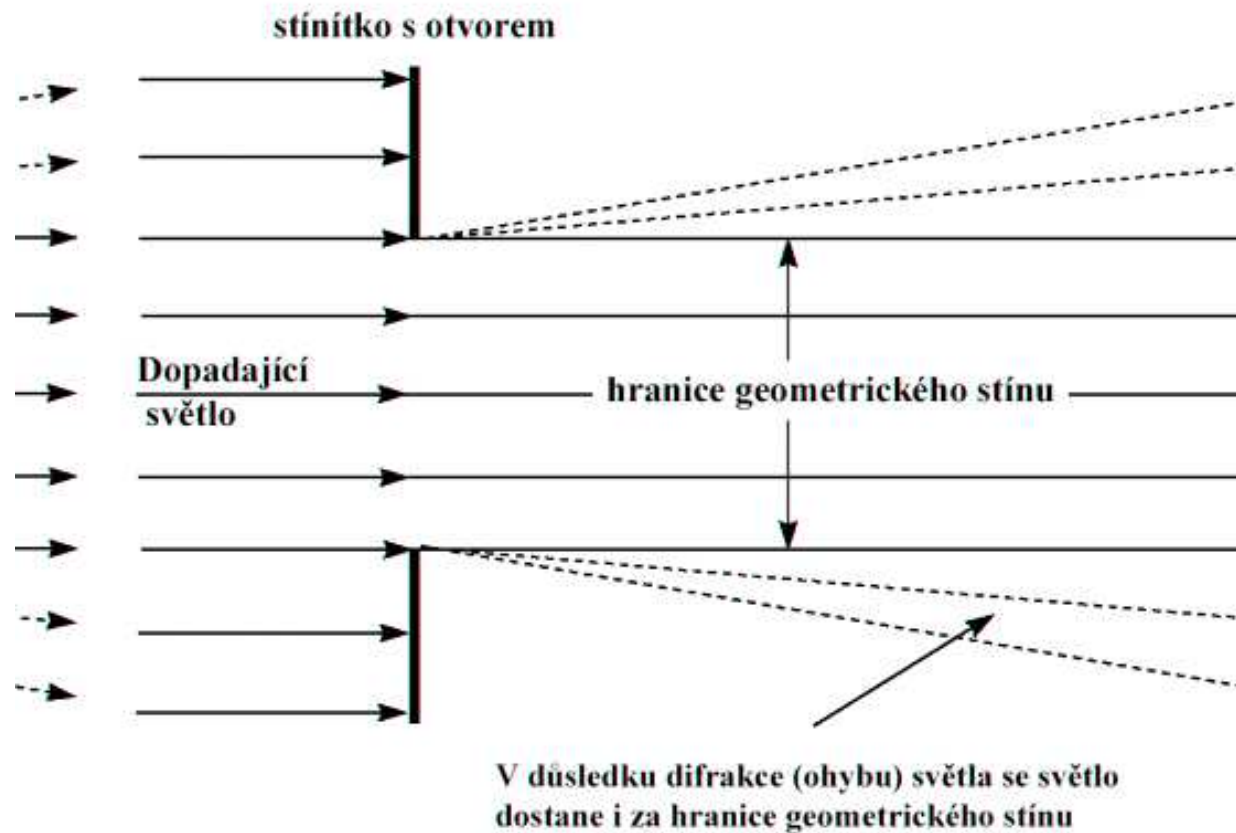 stínítko s otvorem
Dopadající
světlo
hranice geometrického stínu
V důsledku difrakce (ohybu) světla se světlo
dostane i za hranice geometrického stínu